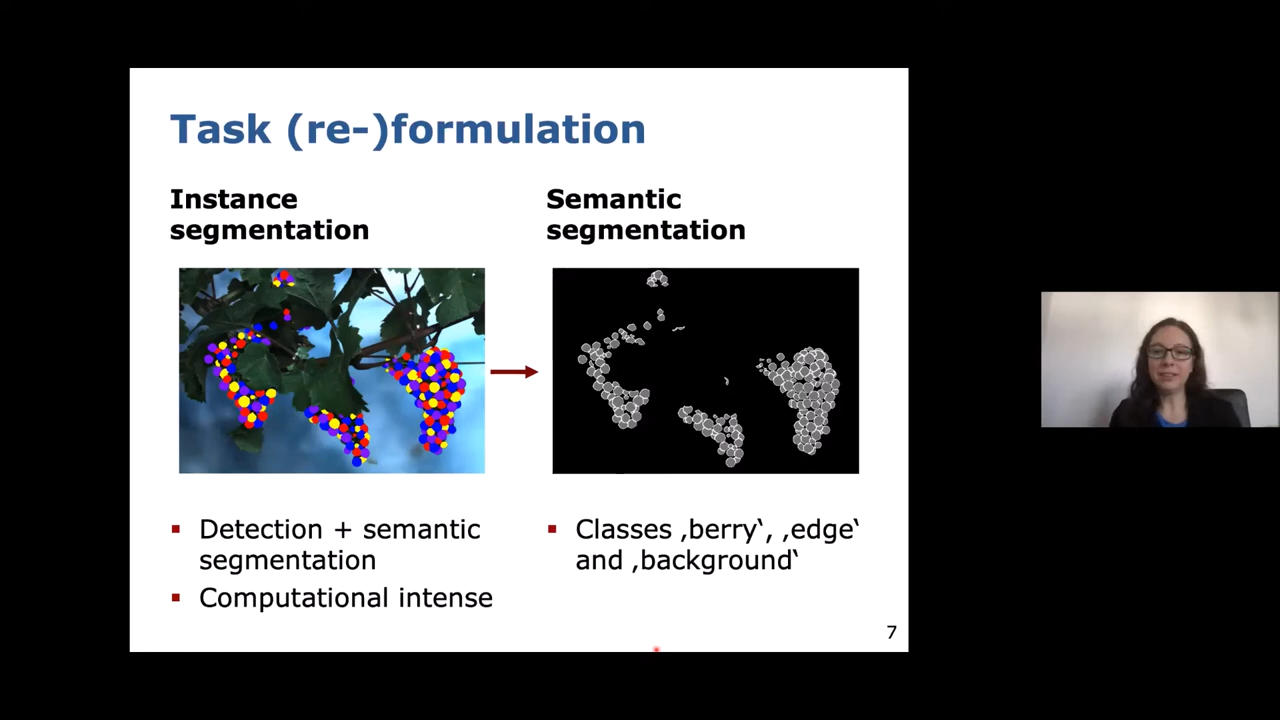 Task (re-)formulation
Instance
segmentation
Semantic
segmentation
Detection + semantic
segmentation
Computational intense
Classes ‚berry‘, ‚edge‘
and ‚background‘
7